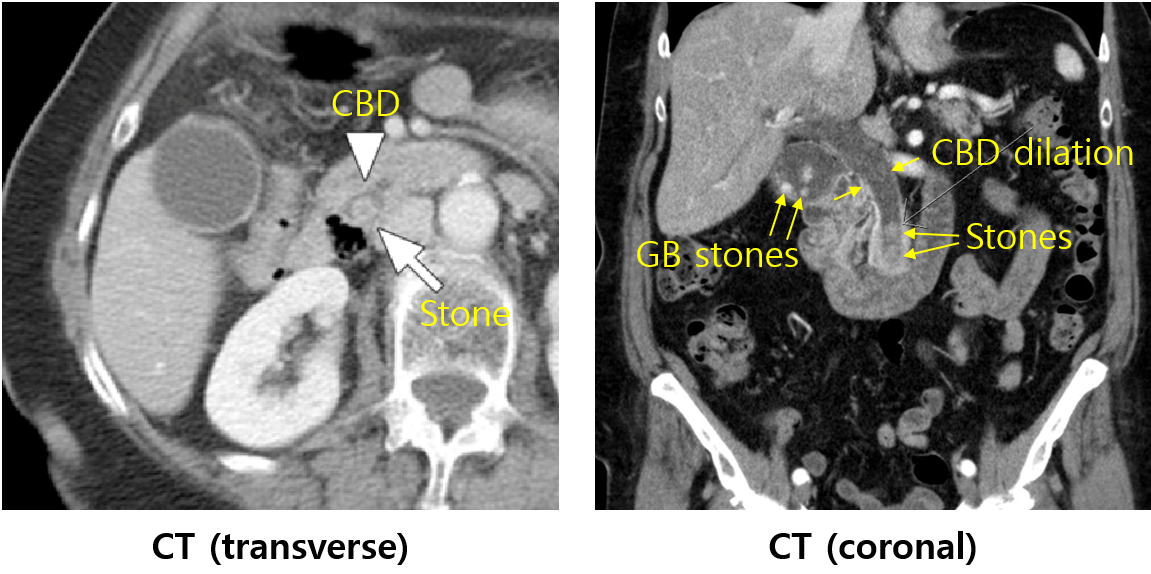 CBD
Stone
CT (transverse)
CBD dilation
GB stones
Stones
CT (coronal)